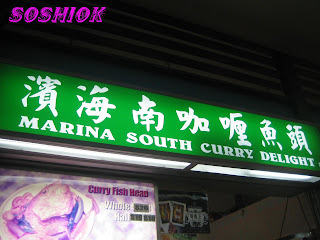 SOSHIOK
濱海南咖喱魚頭
MARINA SOUTH CURRY DELIGHT
Curry Fish Head
Whole